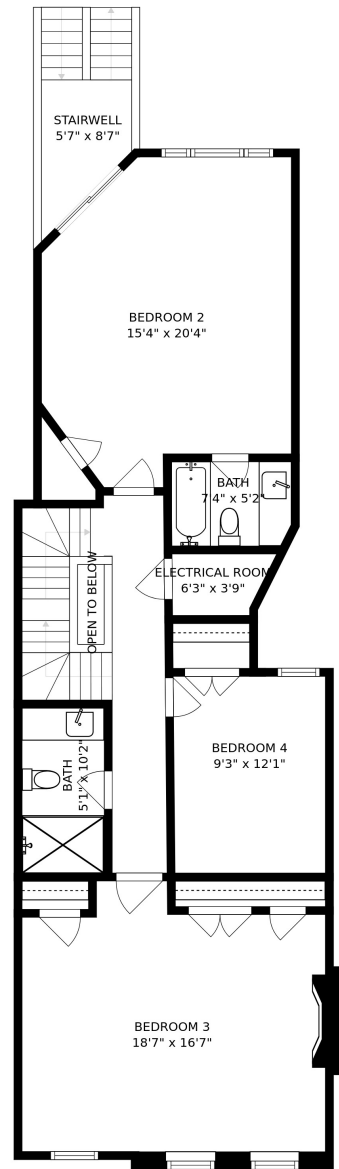 STAIRWELL
5'7" x 8'7"
BEDROOM 2
15'4" x 20'4"
BATH
7'4" x 5'2"
ELECTRICAL ROOM
6'3" x 3'9"
OPEN TO BELOW
BEDROOM 4
9'3" x 12'1"
BATH
5'1" x 10'2"
BEDROOM 3
18'7" x 16'7"